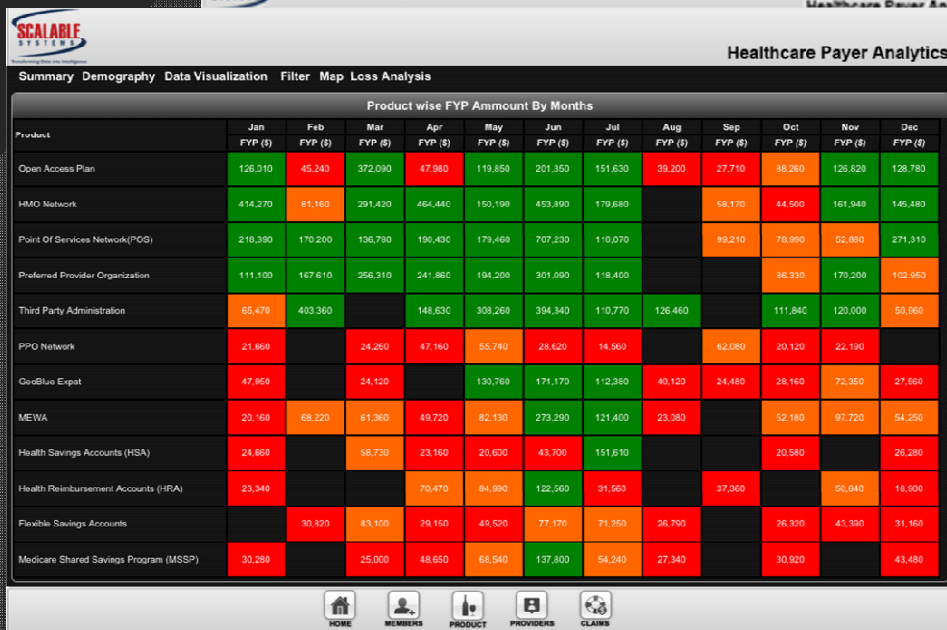 Healthcare Payer An
SCALABLE
SYSTEMS
Transforming Data into Intelligence
Healthcare Payer Analytics
Summary Demography Data Visualization Filter Map Loss Analysis
Product wise FYP Ammount By Months
Product Jan Feb Mar Apr May Jun Jul Aug Sep Oct Nov Dec
FYP ($) FYP ($) FYP ($) FYP ($) FYP ($) FYP ($) FYP ($) FYP ($) FYP ($) FYP ($) FYP ($) FYP ($)
Open Access Plan 126,010 45,240 372,090 47,980 119,850 201,350 151,630 39,200 27,710 88,260 126,820 128,780
HMO Network 414,270 81,160 291,420 464,440 150,190 453,890 179,680 58,170 44,500 161,940 145,480
Point Of Services Network(POS) 218,390 170,200 136,780 190,430 179,460 707,230 110,070 99,210 78,990 52,890 271,310
Preferred Provider Organization 111,100 167,610 256,310 241,860 194,200 301,090 118,400 86,330 170,200 102,950
Third Party Administration 65,470 403,360 148,630 308,260 394,340 110,770 126,460 111,840 120,000 50,960
PPO Network 21,660 24,260 47,160 55,740 28,620 14,560 62,080 20,120 22,190
GeoBlue Expat 47,950 24,120 130,760 171,170 112,380 40,120 24,480 28,160 72,350 27,560
MEWA 20,160 68,220 61,360 49,720 82,130 273,290 121,400 23,080 52,180 97,720 54,250
Health Savings Accounts (HSA) 24,660 58,730 23,160 20,600 43,700 151,610 20,580 26,280
Health Reimbursement Accounts (HRA) 23,340 70,470 84,990 122,560 31,560 37,360 50,640 18,900
Flexible Savings Accounts 30,820 83,100 29,150 49,520 77,170 71,250 26,790 26,320 43,390 31,160
Medicare Shared Savings Program (MSSP) 30,280 25,000 48,650 68,540 137,800 54,240 27,340 30,920 43,480
HOME MEMBERS PRODUCT PROVIDERS CLAIMS